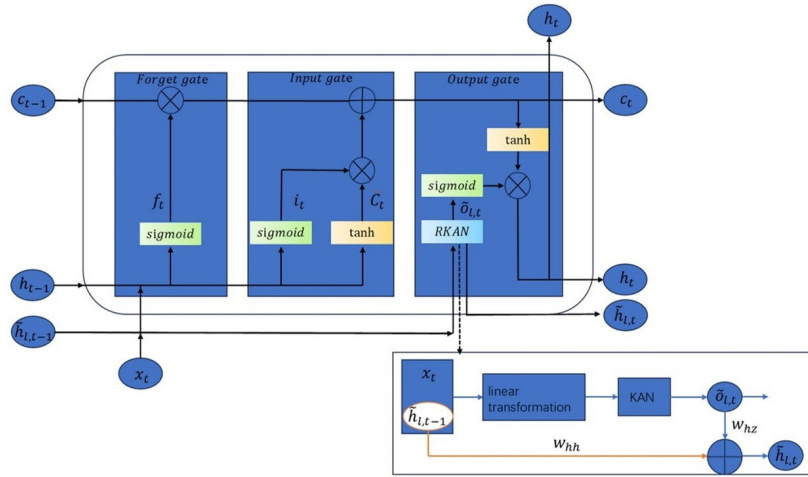 h_t
Forget gate
Input gate
Output gate
c_{t-1}
c_t
tanh
sigmoid
f_t
i_t
C_t
õ_{l,t}
sigmoid
sigmoid
tanh
RKAN
h_{t-1}
h_t
h̃_{l,t-1}
h̃_{l,t}
x_t
x_t
linear
transformation
KAN
õ_{l,t}
h̃_{l,t-1}
w_{hz}
w_{hh}
h̃_{l,t}